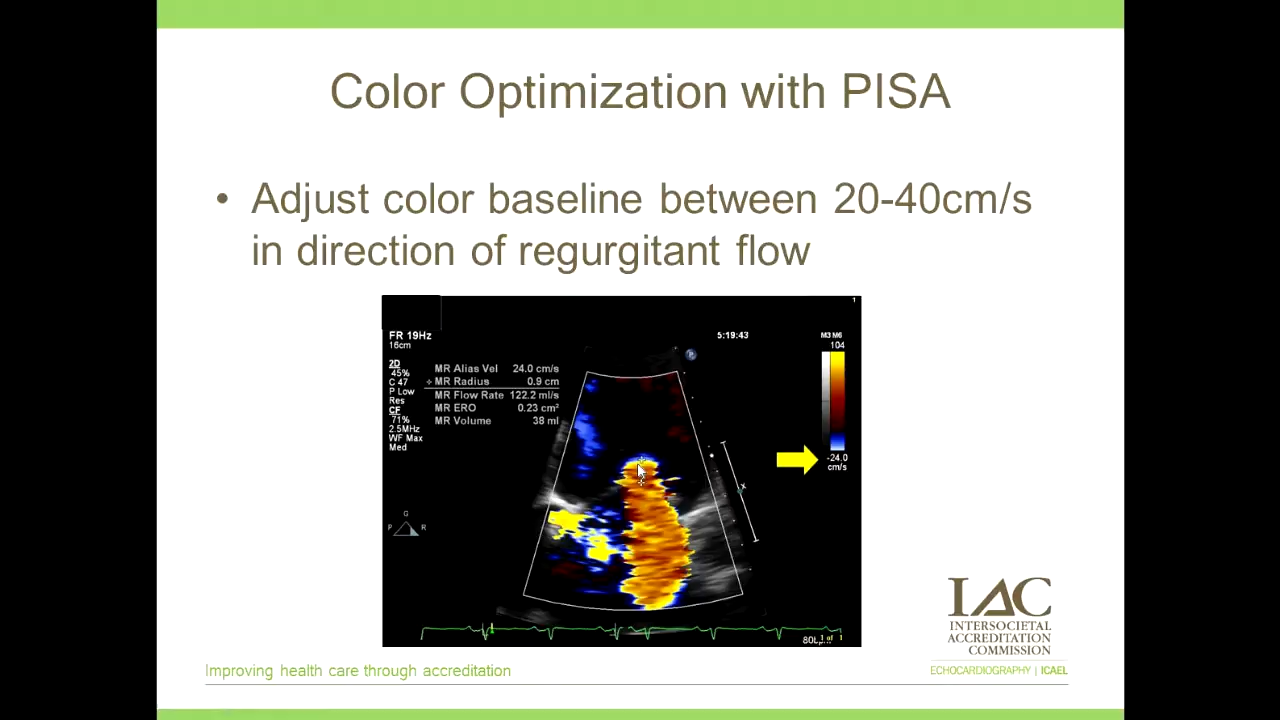 Color Optimization with PISA
• Adjust color baseline between 20-40cm/s
in direction of regurgitant flow
1
FR 19Hz
16cm
5:19:43
M3 M6
104
2D
45%
C 47
P Low
Res
CF
71%
2.5MHz
WF Max
Med
MR Alias Vel 24.0 cm/s
MR Radius 0.9 cm
MR Flow Rate 122.2 ml/s
MR ERO 0.23 cm²
MR Volume 38 ml
-24.0
cm/s
G
P R
IAC
INTERSOCIETAL
ACCREDITATION
COMMISSION
ECHOCARDIOGRAPHY | ICAEL
Improving health care through accreditation